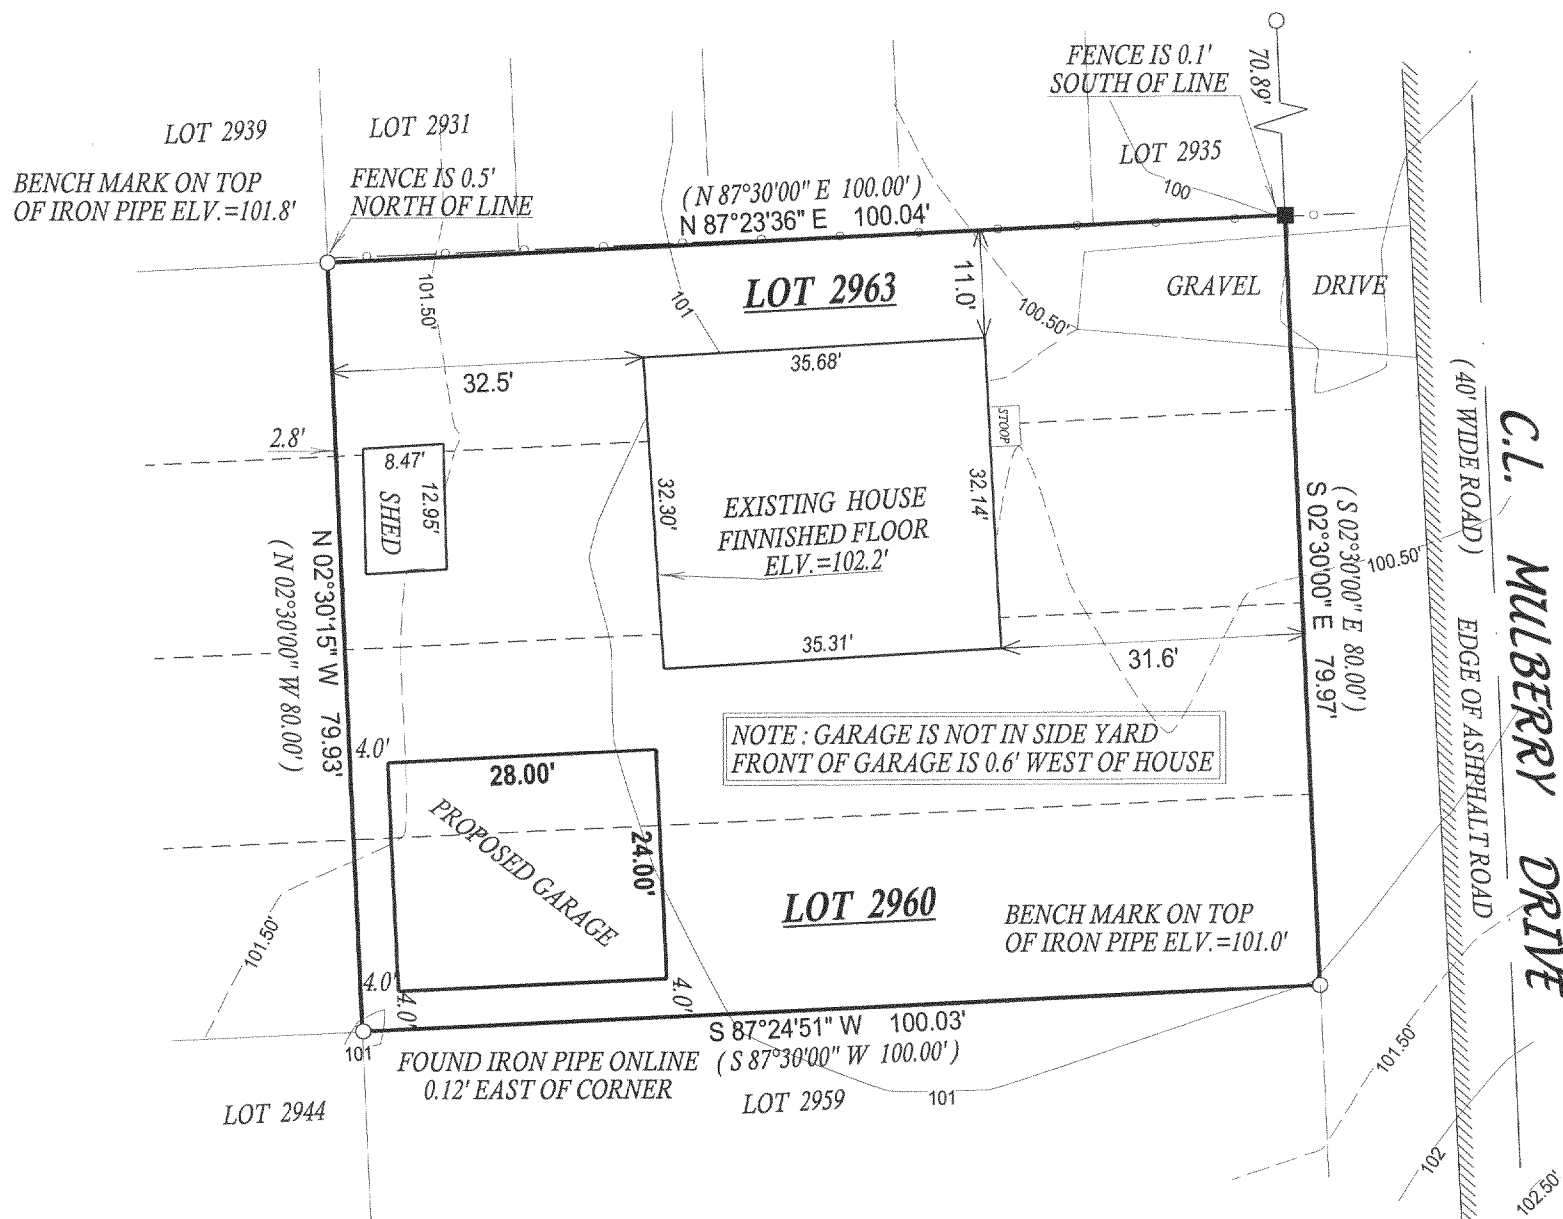 FENCE IS 0.1'
SOUTH OF LINE
70.89'
LOT 2939
LOT 2931
LOT 2935
BENCH MARK ON TOP
OF IRON PIPE ELV.=101.8'
FENCE IS 0.5'
NORTH OF LINE
(N 87°30'00" E 100.00')
N 87°23'36" E 100.04'
100
101.50'
101
LOT 2963
11.0'
100.50'
GRAVEL DRIVE
32.5'
35.68'
2.8'
8.47'
12.95'
SHED
STOOP
32.30'
32.14'
EXISTING HOUSE
FINNISHED FLOOR
ELV.=102.2'
35.31'
31.6'
N 02°30'15" W 79.93'
(N 02°30'00" W 80.00')
(S 02°30'00" E 80.00')
S 02°30'00" E 79.97'
100.50'
(40' WIDE ROAD)
EDGE OF ASHPHALT ROAD
C.L. MULBERRY DRIVE
NOTE : GARAGE IS NOT IN SIDE YARD
FRONT OF GARAGE IS 0.6' WEST OF HOUSE
4.0'
28.00'
24.00'
PROPOSED GARAGE
LOT 2960
BENCH MARK ON TOP
OF IRON PIPE ELV.=101.0'
101.50'
4.0'
4.0'
4.0'
101
S 87°24'51" W 100.03'
(S 87°30'00" W 100.00')
FOUND IRON PIPE ONLINE
0.12' EAST OF CORNER
LOT 2944
LOT 2959
101
101.50'
102
102.50'